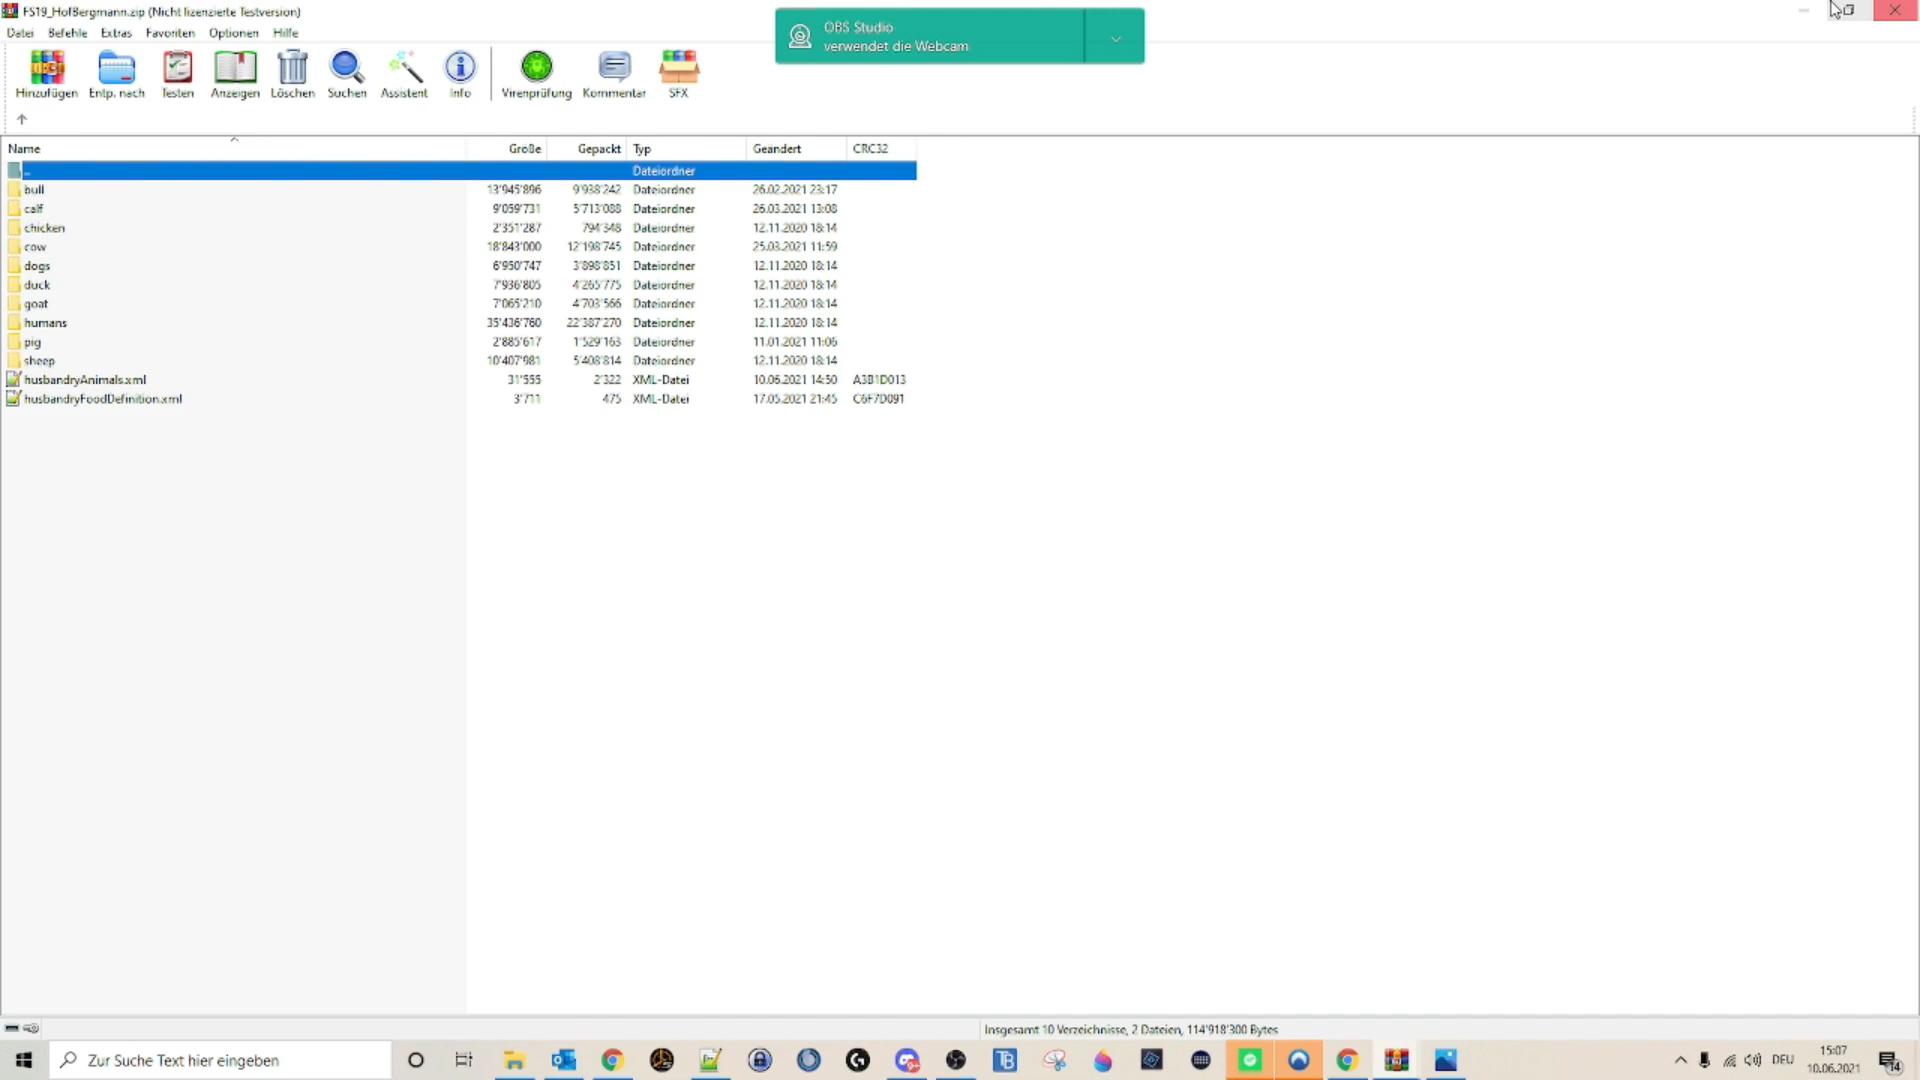 FS19_HofBergmann.zip (Nicht lizenzierte Testversion)
OBS Studio
verwendet die Webcam
Datei Befehle Extras Favoriten Optionen Hilfe
Hinzufügen Entp. nach Testen Anzeigen Löschen Suchen Assistent Info Virenprüfung Kommentar SFX
Name Größe Gepackt Typ Geändert CRC32
.. Dateiordner
bull 13'945'896 9'938'242 Dateiordner 26.02.2021 23:17
calf 9'059'731 5'713'088 Dateiordner 26.03.2021 13:08
chicken 2'351'287 794'348 Dateiordner 12.11.2020 18:14
cow 18'843'000 12'198'745 Dateiordner 25.03.2021 11:59
dogs 6'950'747 3'898'851 Dateiordner 12.11.2020 18:14
duck 7'936'805 4'265'775 Dateiordner 12.11.2020 18:14
goat 7'065'210 4'703'566 Dateiordner 12.11.2020 18:14
humans 35'436'760 22'387'270 Dateiordner 12.11.2020 18:14
pig 2'885'617 1'529'163 Dateiordner 11.01.2021 11:06
sheep 10'407'981 5'408'814 Dateiordner 12.11.2020 18:14
husbandryAnimals.xml 31'555 2'322 XML-Datei 10.06.2021 14:50 A3B1D013
husbandryFoodDefinition.xml 3'711 475 XML-Datei 17.05.2021 21:45 C6F7D091
Insgesamt 10 Verzeichnisse, 2 Dateien, 114'918'300 Bytes
Zur Suche Text hier eingeben
TB
DEU
15:07
10.06.2021
14